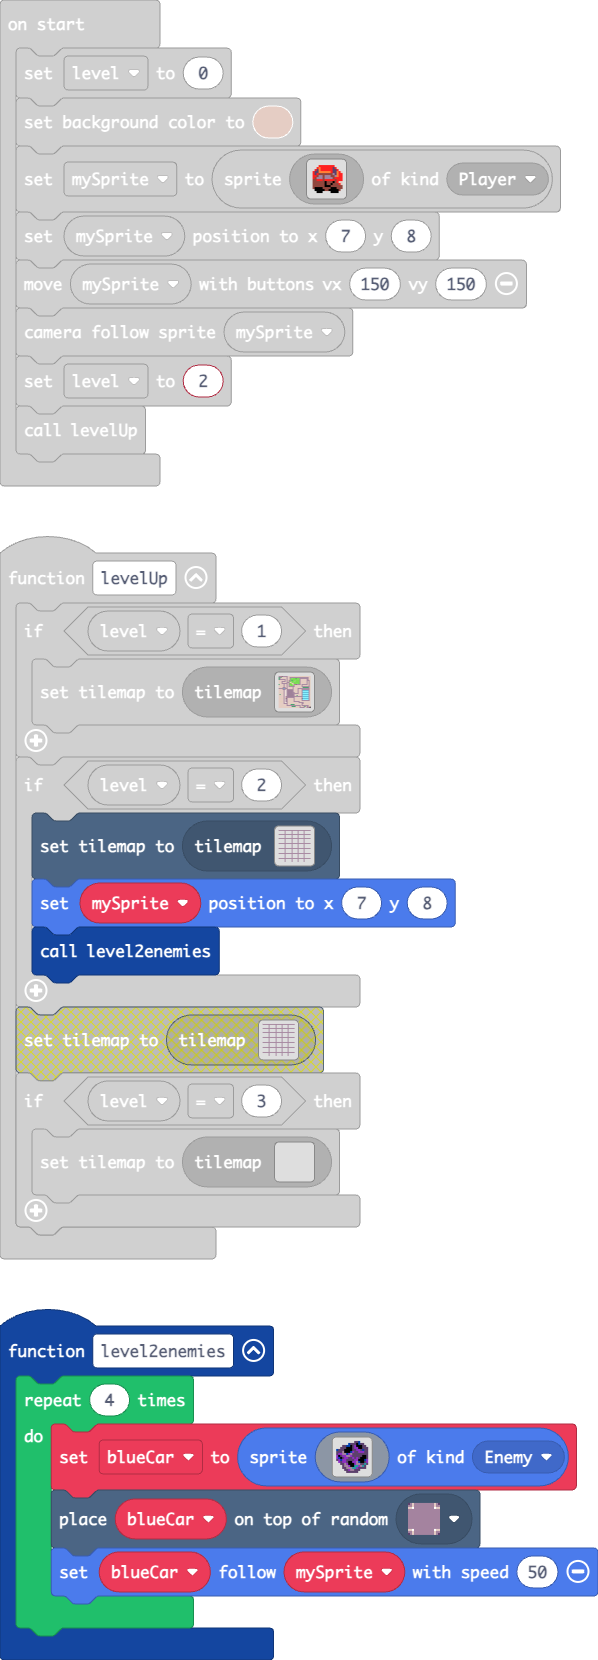 on start
set level to 0
set background color to
set mySprite to sprite of kind Player
set mySprite position to x 7 y 8
move mySprite with buttons vx 150 vy 150
camera follow sprite mySprite
set level to 2
call levelUp
function levelUp
if level = 1 then
set tilemap to tilemap
if level = 2 then
set tilemap to tilemap
set mySprite position to x 7 y 8
call level2enemies
set tilemap to tilemap
if level = 3 then
set tilemap to tilemap
function level2enemies
repeat 4 times
do
set blueCar to sprite of kind Enemy
place blueCar on top of random
set blueCar follow mySprite with speed 50